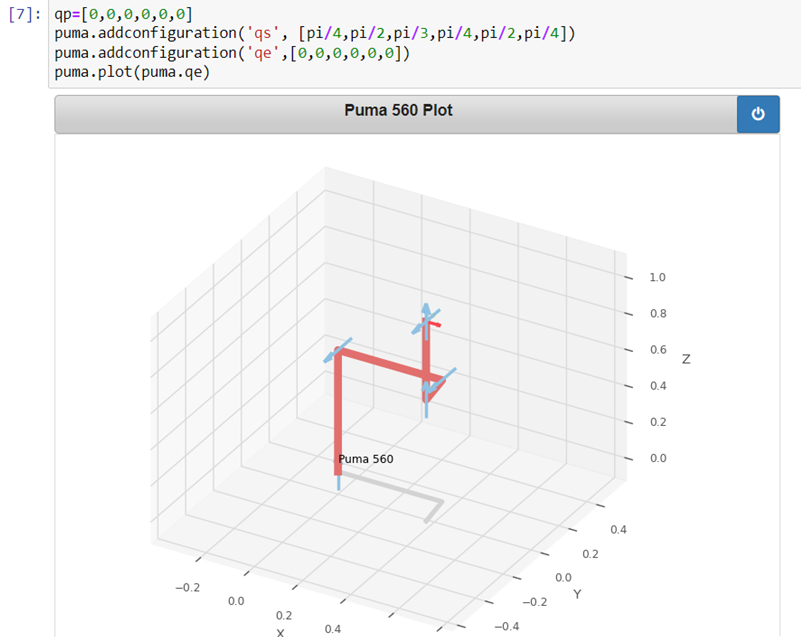 [7]: qp=[0,0,0,0,0,0]
puma.addconfiguration('qs', [pi/4,pi/2,pi/3,pi/4,pi/2,pi/4])
puma.addconfiguration('qe',[0,0,0,0,0,0])
puma.plot(puma.qe)
Puma 560 Plot
1.0
0.8
0.6
Z
0.4
0.2
0.0
Puma 560
0.4
0.2
0.0
Y
−0.2
−0.4
−0.2
0.0
0.2
0.4
X